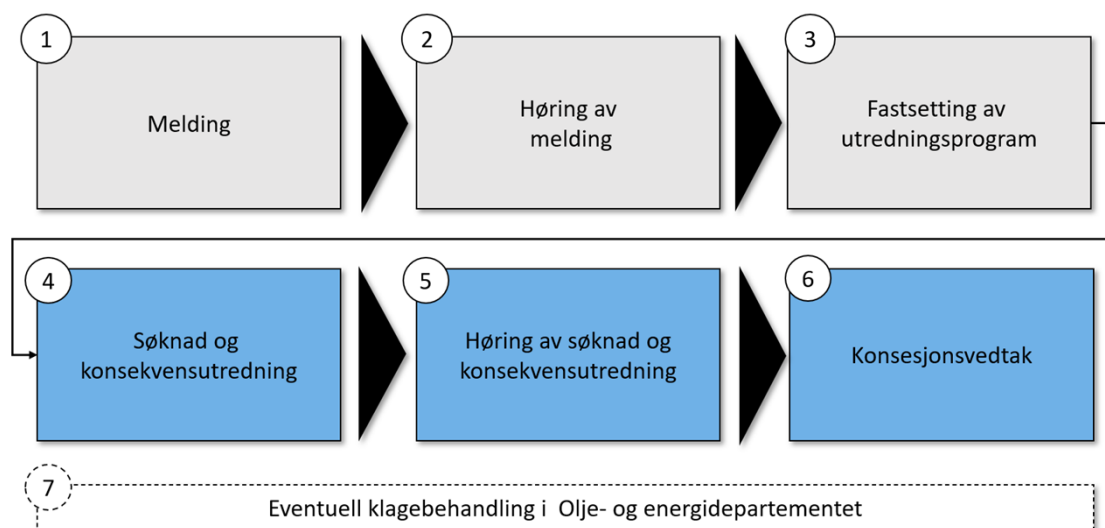 1
Melding
2
Høring av
melding
3
Fastsetting av
utredningsprogram
4
Søknad og
konsekvensutredning
5
Høring av søknad og
konsekvensutredning
6
Konsesjonsvedtak
7
Eventuell klagebehandling i  Olje- og energidepartementet